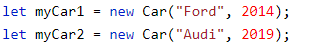 let myCar1 = new Car("Ford", 2014);
let myCar2 = new Car("Audi", 2019);